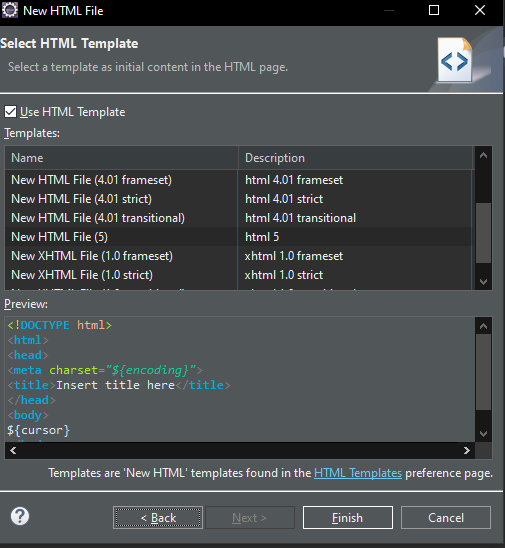 New HTML File
Select HTML Template
Select a template as initial content in the HTML page.
Use HTML Template
Templates:
Name Description
New HTML File (4.01 frameset) html 4.01 frameset
New HTML File (4.01 strict) html 4.01 strict
New HTML File (4.01 transitional) html 4.01 transitional
New HTML File (5) html 5
New XHTML File (1.0 frameset) xhtml 1.0 frameset
New XHTML File (1.0 strict) xhtml 1.0 strict
Preview:
<!DOCTYPE html>
<html>
<head>
<meta charset="${encoding}">
<title>Insert title here</title>
</head>
<body>
${cursor}
Templates are 'New HTML' templates found in the HTML Templates preference page.
< Back Next > Finish Cancel